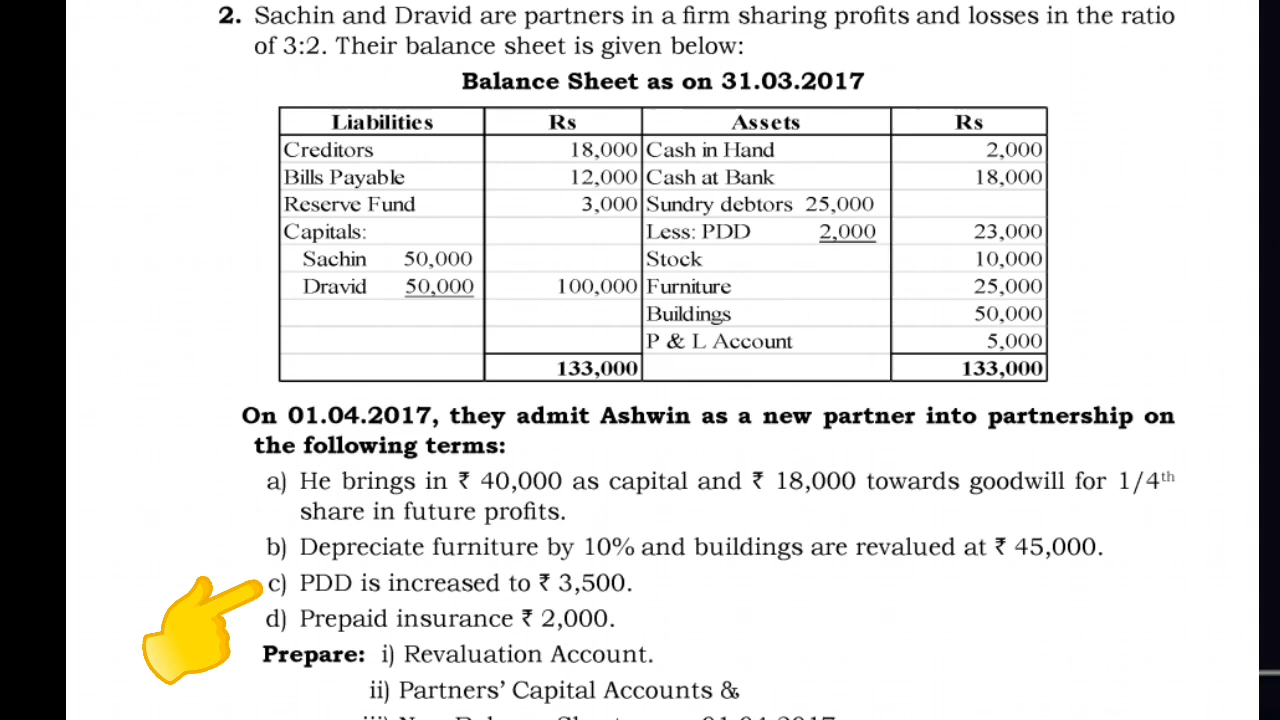 2. Sachin and Dravid are partners in a firm sharing profits and losses in the ratio
of 3:2. Their balance sheet is given below:
Balance Sheet as on 31.03.2017
Liabilities Rs Assets Rs
Creditors 18,000 Cash in Hand 2,000
Bills Payable 12,000 Cash at Bank 18,000
Reserve Fund 3,000 Sundry debtors 25,000
Capitals: Less: PDD 2,000 23,000
Sachin 50,000 Stock 10,000
Dravid 50,000 100,000 Furniture 25,000
Buildings 50,000
P & L Account 5,000
133,000 133,000
On 01.04.2017, they admit Ashwin as a new partner into partnership on
the following terms:
a) He brings in ₹ 40,000 as capital and ₹ 18,000 towards goodwill for 1/4th
share in future profits.
b) Depreciate furniture by 10% and buildings are revalued at ₹ 45,000.
c) PDD is increased to ₹ 3,500.
d) Prepaid insurance ₹ 2,000.
Prepare: i) Revaluation Account.
ii) Partners' Capital Accounts &